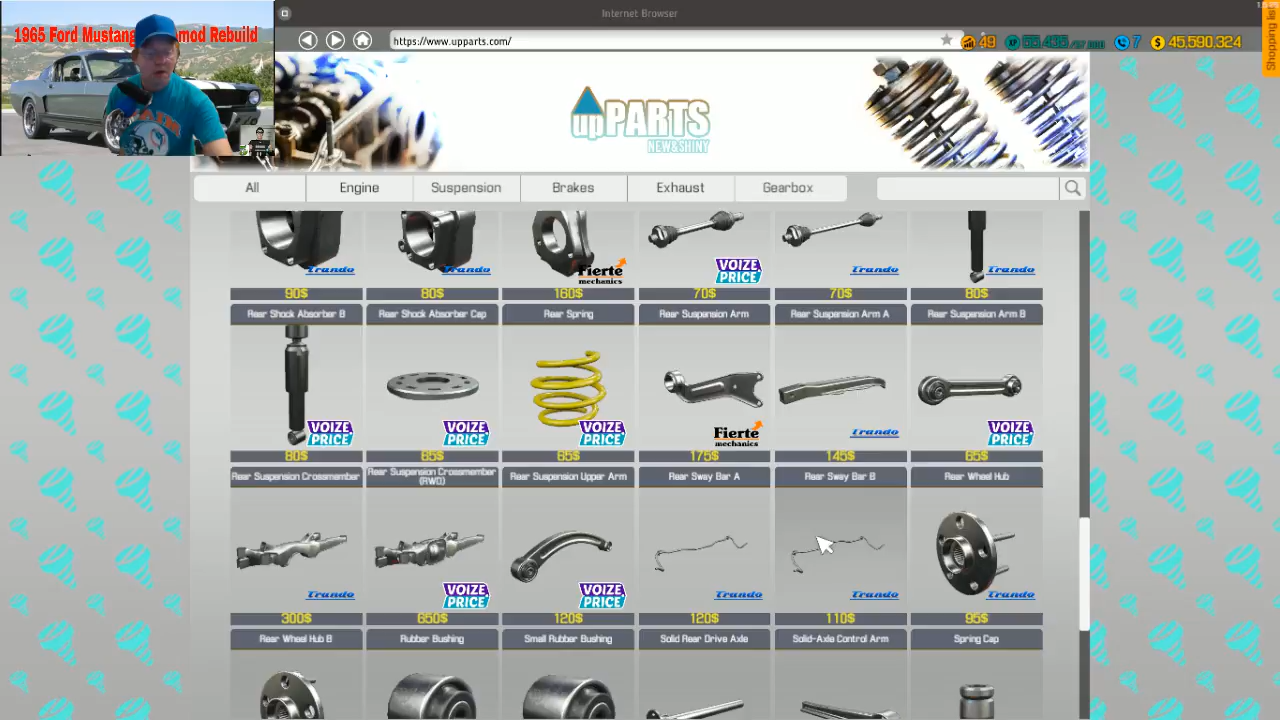 Internet Browser
1965 Ford Mustang
mod Rebuild
https://www.upparts.com/
49
7
$ 45,590,324
Shopping list
upPARTS
NEW&SHINY
All Engine Suspension Brakes Exhaust Gearbox
Trando Trando Fierte mechanics VOIZE PRICE Trando Trando
90$ 80$ 160$ 70$ 70$ 80$
Rear Shock Absorber B Rear Shock Absorber Cap Rear Spring Rear Suspension Arm Rear Suspension Arm A Rear Suspension Arm B
VOIZE PRICE VOIZE PRICE VOIZE PRICE Fierte mechanics Trando VOIZE PRICE
80$ 65$ 65$ 175$ 145$ 65$
Rear Suspension Crossmember Rear Suspension Crossmember (RWD) Rear Suspension Upper Arm Rear Sway Bar A Rear Sway Bar B Rear Wheel Hub
Trando VOIZE PRICE VOIZE PRICE Trando Trando Trando
300$ 650$ 120$ 120$ 110$ 95$
Rear Wheel Hub B Rubber Bushing Small Rubber Bushing Solid Rear Drive Axle Solid-Axle Control Arm Spring Cap